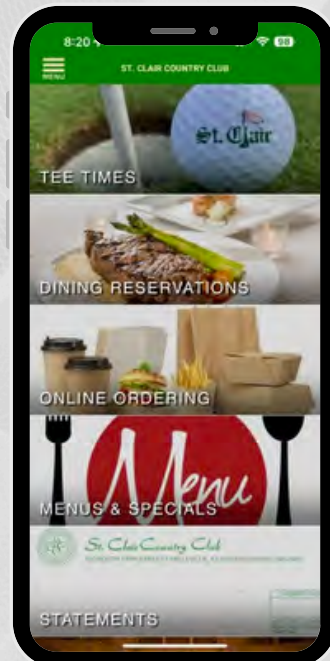 8:20
98
MENU
ST. CLAIR COUNTRY CLUB
St. Clair
TEE TIMES
DINING RESERVATIONS
ONLINE ORDERING
Menu
MENUS & SPECIALS
St. Clair Country Club
STATEMENTS